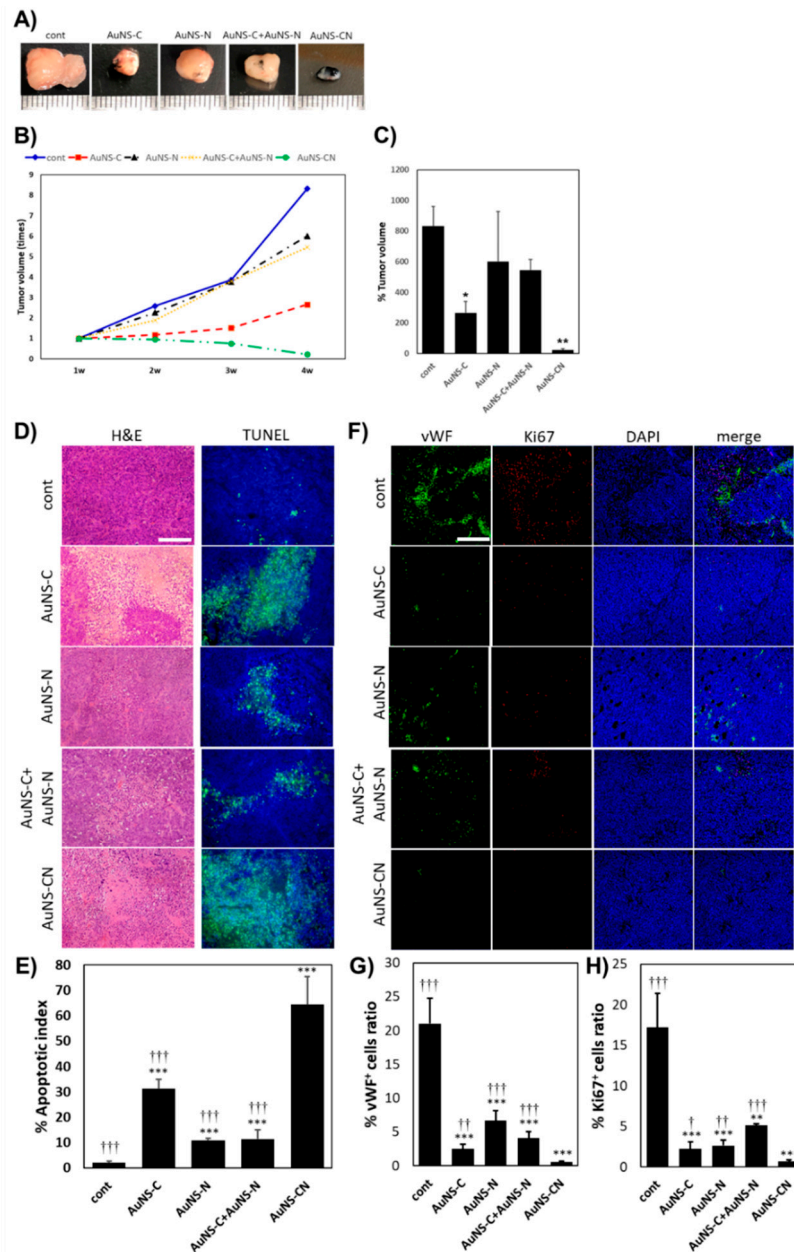 A)
cont AuNS-C AuNS-N AuNS-C+AuNS-N AuNS-CN
B)
cont AuNS-C AuNS-N AuNS-C+AuNS-N AuNS-CN
Tumor volume (times)
9
8
7
6
5
4
3
2
1
0
1w 2w 3w 4w
C)
% Tumor volume
1200
1000
800
600
400
200
0
*
**
cont AuNS-C AuNS-N AuNS-C+AuNS-N AuNS-CN
D)
H&E TUNEL
cont
AuNS-C
AuNS-N
AuNS-C+
AuNS-N
AuNS-CN
F)
vWF Ki67 DAPI merge
cont
AuNS-C
AuNS-N
AuNS-C+
AuNS-N
AuNS-CN
E)
% Apoptotic index
80
70
60
50
40
30
20
10
0
††† ††† ††† †††
*** *** *** ***
cont AuNS-C AuNS-N AuNS-C+AuNS-N AuNS-CN
G)
% vWF+ cells ratio
30
25
20
15
10
5
0
††† †† ††† †††
*** *** *** ***
cont AuNS-C AuNS-N AuNS-C+AuNS-N AuNS-CN
H)
% Ki67+ cells ratio
25
20
15
10
5
0
††† † †† †††
*** *** ** ***
cont AuNS-C AuNS-N AuNS-C+AuNS-N AuNS-CN